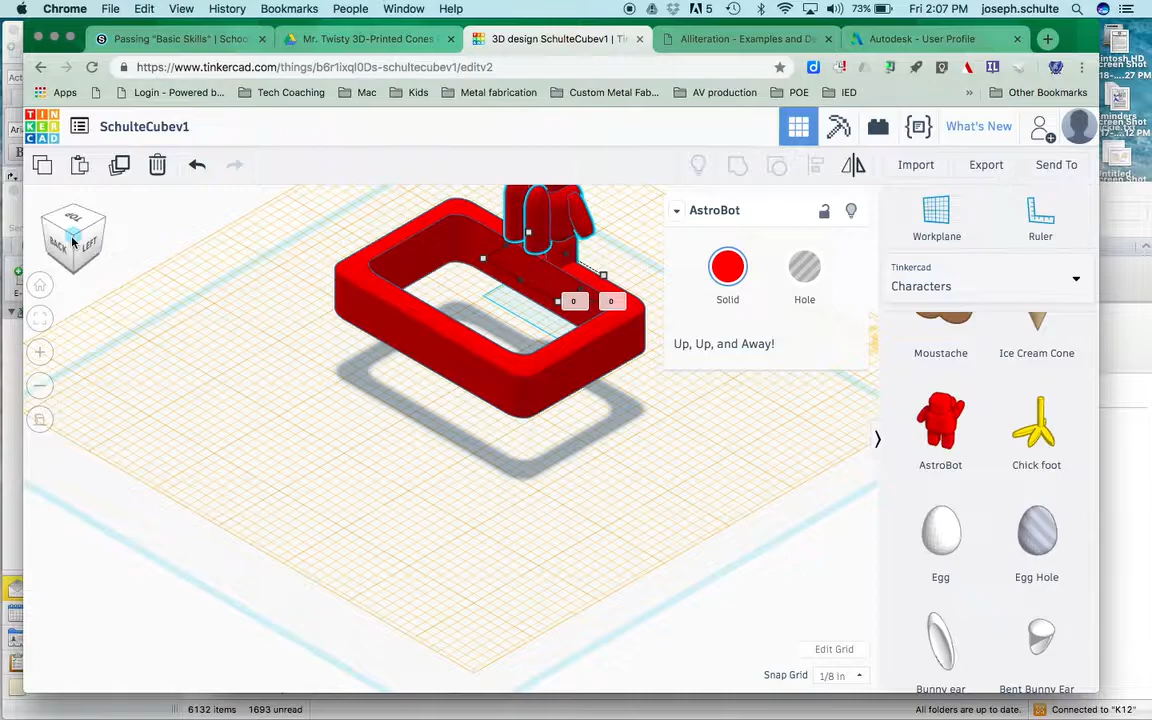 Chrome File Edit View History Bookmarks People Window Help
5 73% Fri 2:07 PM joseph.schulte
Passing "Basic Skills" | Schoo
Mr. Twisty 3D-Printed Cones
3D design SchulteCubev1 | Ti
Alliteration - Examples and De
Autodesk - User Profile
https://www.tinkercad.com/things/b6r1ixql0Ds-schultecubev1/editv2
Apps Login - Powered b... Tech Coaching Mac Kids Metal fabrication Custom Metal Fab... AV production POE IED » Other Bookmarks
TIN
KER
CAD
SchulteCubev1
What's New
Import Export Send To
TOP
BACK LEFT
AstroBot
Solid Hole
Up, Up, and Away!
0 0
Workplane Ruler
Tinkercad
Characters
Moustache Ice Cream Cone
AstroBot Chick foot
Egg Egg Hole
Bunny ear Bent Bunny Ear
Edit Grid
Snap Grid 1/8 in
6132 items 1693 unread All folders are up to date. Connected to "K12"